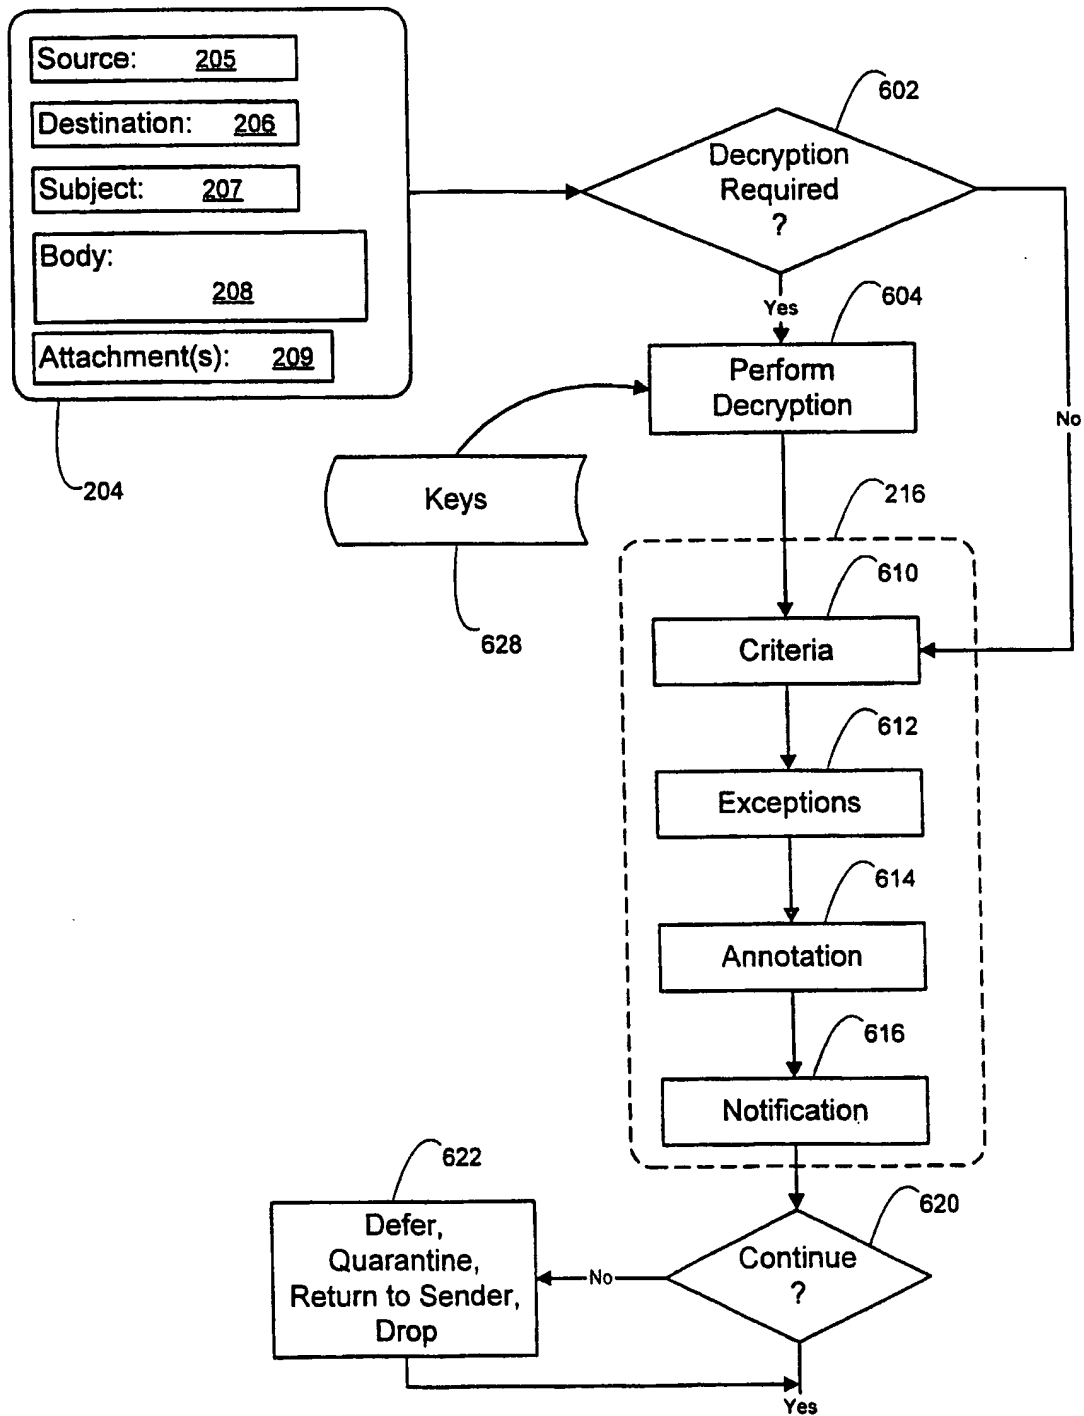 Source: 205
Destination: 206
Subject: 207
Body:
208
Attachment(s): 209
204
602
Decryption
Required
?
Yes
604
Perform
Decryption
No
Keys
628
216
610
Criteria
612
Exceptions
614
Annotation
616
Notification
622
Defer,
Quarantine,
Return to Sender,
Drop
No
620
Continue
?
Yes